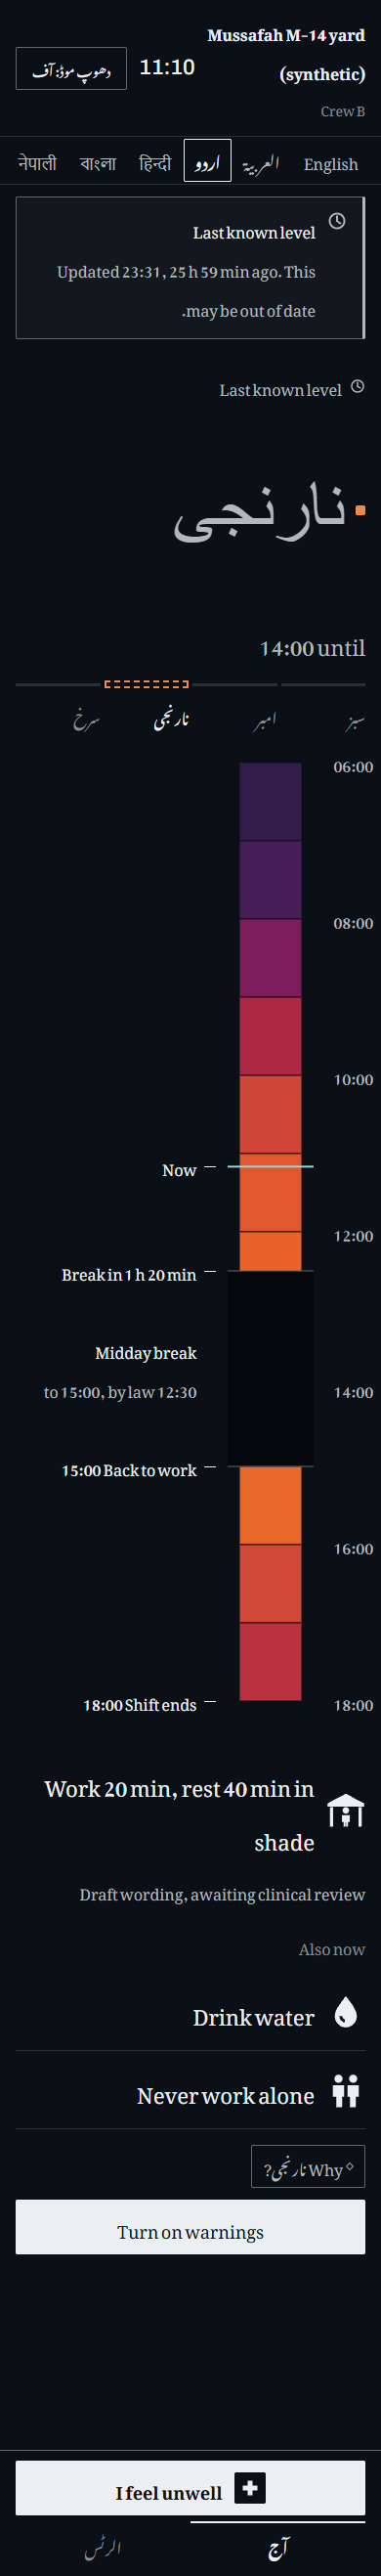 Mussafah M-14 yard
(synthetic)
Crew B
11:10
دھوپ موڈ: آف
English
العربية
اردو
हिन्दी
বাংলা
नेपाली
Last known level
Updated 23:31, 25 h 59 min ago. This
may be out of date.
Last known level
نارنجی
14:00 until
سبز
امبر
نارنجی
سرخ
06:00
08:00
10:00
Now
12:00
Break in 1 h 20 min
Midday break
to 15:00, by law 12:30
14:00
15:00 Back to work
16:00
18:00 Shift ends
18:00
Work 20 min, rest 40 min in
shade
Draft wording, awaiting clinical review
Also now
Drink water
Never work alone
Why نارنجی?
Turn on warnings
I feel unwell
آج
الرٹس